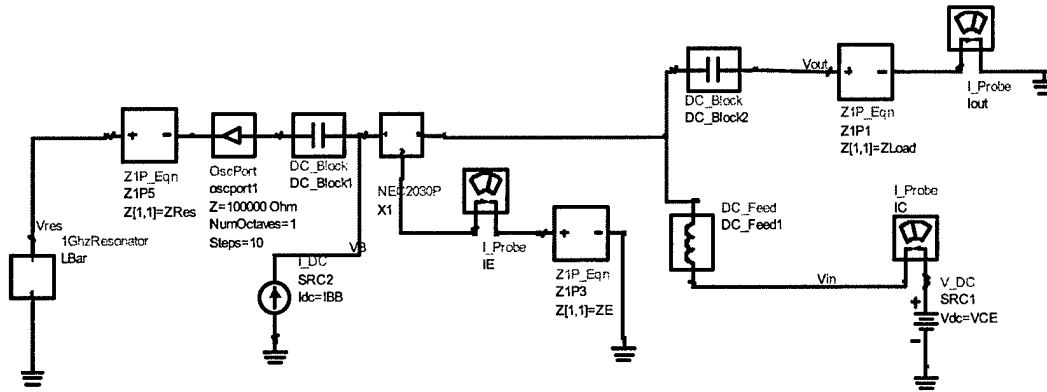 I_Probe
Iout
Vout
DC_Block
DC_Block2
Z1P_Eqn
Z1P1
Z[1,1]=ZLoad
Z1P_Eqn
Z1P5
Z[1,1]=ZRes
OscPort
oscport1
Z=100000 Ohm
NumOctaves=1
Steps=10
DC_Block
DC_Block1
NEC2030P
X1
I_Probe
IE
Z1P_Eqn
Z1P3
Z[1,1]=ZE
DC_Feed
DC_Feed1
I_Probe
IC
Vin
V_DC
SRC1
Vdc=VCE
+
-
Vres
1GhzResonator
LBar
VB
I_DC
SRC2
Idc=IBB